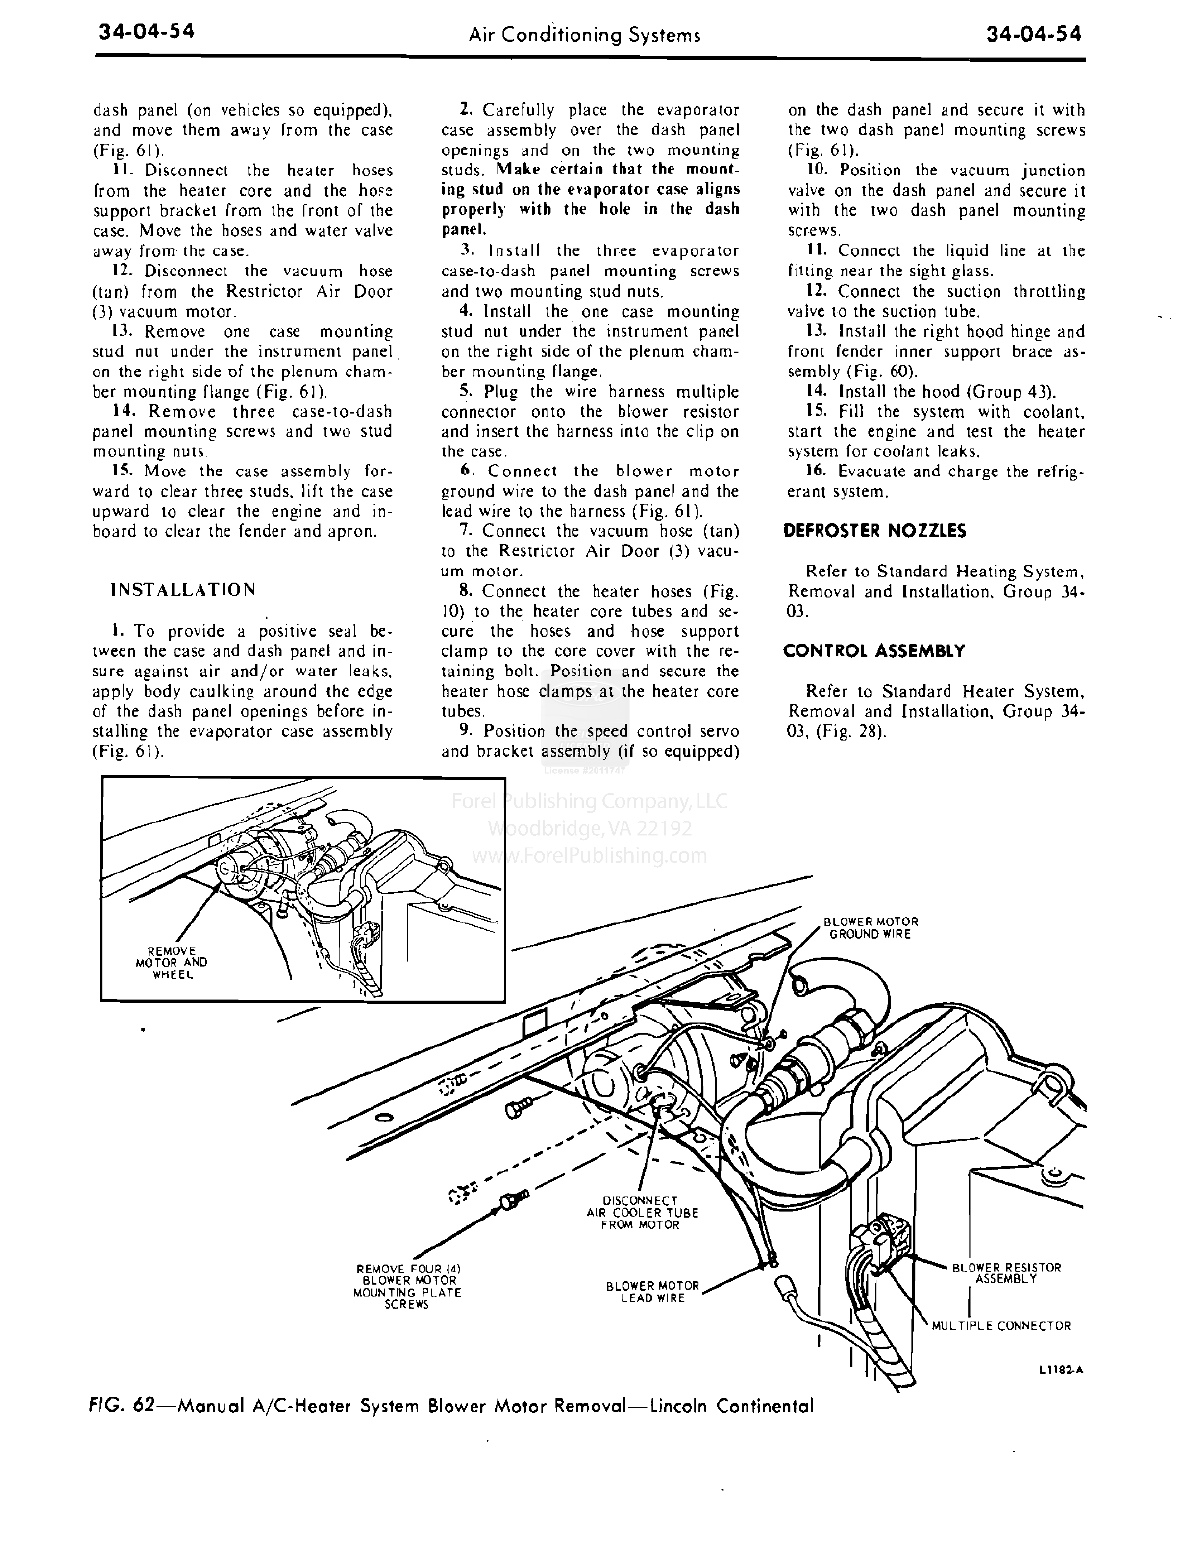 34-04-54
Air Conditioning Systems
34-04-54
dash panel (on vehicles so equipped),
and move them away from the case
(Fig. 61).
11. Disconnect the heater hoses
from the heater core and the hose
support bracket from the front of the
case. Move the hoses and water valve
away from the case.
12. Disconnect the vacuum hose
(tan) from the Restrictor Air Door
(3) vacuum motor.
13. Remove one case mounting
stud nut under the instrument panel
on the right side of the plenum cham-
ber mounting flange (Fig. 61).
14. Remove three case-to-dash
panel mounting screws and two stud
mounting nuts.
15. Move the case assembly for-
ward to clear three studs, lift the case
upward to clear the engine and in-
board to clear the fender and apron.
INSTALLATION
1. To provide a positive seal be-
tween the case and dash panel and in-
sure against air and/or water leaks,
apply body caulking around the edge
of the dash panel openings before in-
stalling the evaporator case assembly
(Fig. 61).
2. Carefully place the evaporator
case assembly over the dash panel
openings and on the two mounting
studs. Make certain that the mount-
ing stud on the evaporator case aligns
properly with the hole in the dash
panel.
3. Install the three evaporator
case-to-dash panel mounting screws
and two mounting stud nuts.
4. Install the one case mounting
stud nut under the instrument panel
on the right side of the plenum cham-
ber mounting flange.
5. Plug the wire harness multiple
connector onto the blower resistor
and insert the harness into the clip on
the case.
6. Connect the blower motor
ground wire to the dash panel and the
lead wire to the harness (Fig. 61).
7. Connect the vacuum hose (tan)
to the Restrictor Air Door (3) vacu-
um motor.
8. Connect the heater hoses (Fig.
10) to the heater core tubes and se-
cure the hoses and hose support
clamp to the core cover with the re-
taining bolt. Position and secure the
heater hose clamps at the heater core
tubes.
9. Position the speed control servo
and bracket assembly (if so equipped)
on the dash panel and secure it with
the two dash panel mounting screws
(Fig. 61).
10. Position the vacuum junction
valve on the dash panel and secure it
with the two dash panel mounting
screws.
11. Connect the liquid line at the
fitting near the sight glass.
12. Connect the suction throttling
valve to the suction tube.
13. Install the right hood hinge and
front fender inner support brace as-
sembly (Fig. 60).
14. Install the hood (Group 43).
15. Fill the system with coolant,
start the engine and test the heater
system for coolant leaks.
16. Evacuate and charge the refrig-
erant system.
DEFROSTER NOZZLES
Refer to Standard Heating System,
Removal and Installation, Group 34-
03.
CONTROL ASSEMBLY
Refer to Standard Heater System,
Removal and Installation, Group 34-
03, (Fig. 28).
Forel Publishing Company, LLC
Woodbridge, VA 22192
www.ForelPublishing.com
REMOVE
MOTOR AND
WHEEL
BLOWER MOTOR
GROUND WIRE
DISCONNECT
AIR COOLER TUBE
FROM MOTOR
REMOVE FOUR (4)
BLOWER MOTOR
MOUNTING PLATE
SCREWS
BLOWER MOTOR
LEAD WIRE
BLOWER RESISTOR
ASSEMBLY
MULTIPLE CONNECTOR
L1182-A
FIG. 62—Manual A/C-Heater System Blower Motor Removal—Lincoln Continental